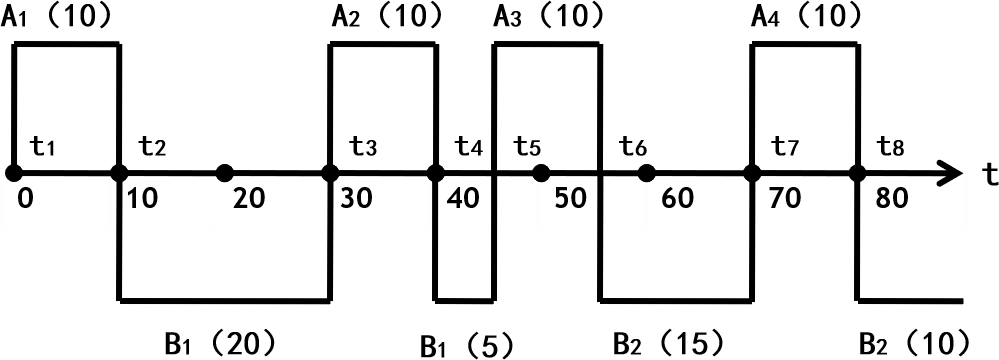 A₁（10） A₂（10） A₃（10） A₄（10）
t₁ t₂ t₃ t₄ t₅ t₆ t₇ t₈
t
0 10 20 30 40 50 60 70 80
B₁（20） B₁（5） B₂（15） B₂（10）